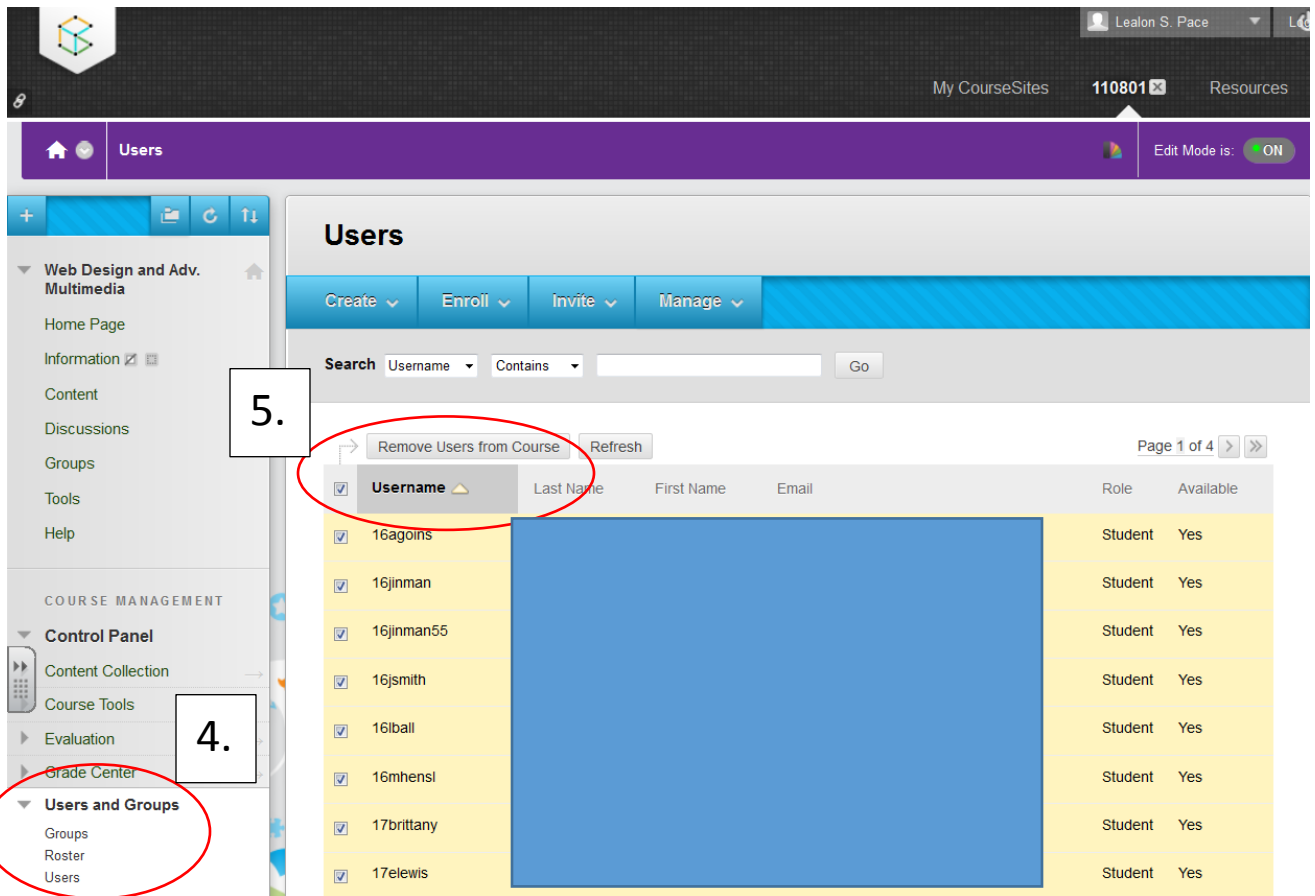 Lealon S. Pace
My CourseSites 110801 Resources
Users Edit Mode is: ON
Users
Web Design and Adv.
Multimedia
Home Page
Information
Content
Discussions
Groups
Tools
Help
COURSE MANAGEMENT
Control Panel
Content Collection
Course Tools
Evaluation
Grade Center
Users and Groups
Groups
Roster
Users
4.
5.
Create Enroll Invite Manage
Search Username Contains Go
Remove Users from Course Refresh Page 1 of 4
Username Last Name First Name Email Role Available
16agoins Student Yes
16jinman Student Yes
16jinman55 Student Yes
16jsmith Student Yes
16lball Student Yes
16mhensl Student Yes
17brittany Student Yes
17elewis Student Yes